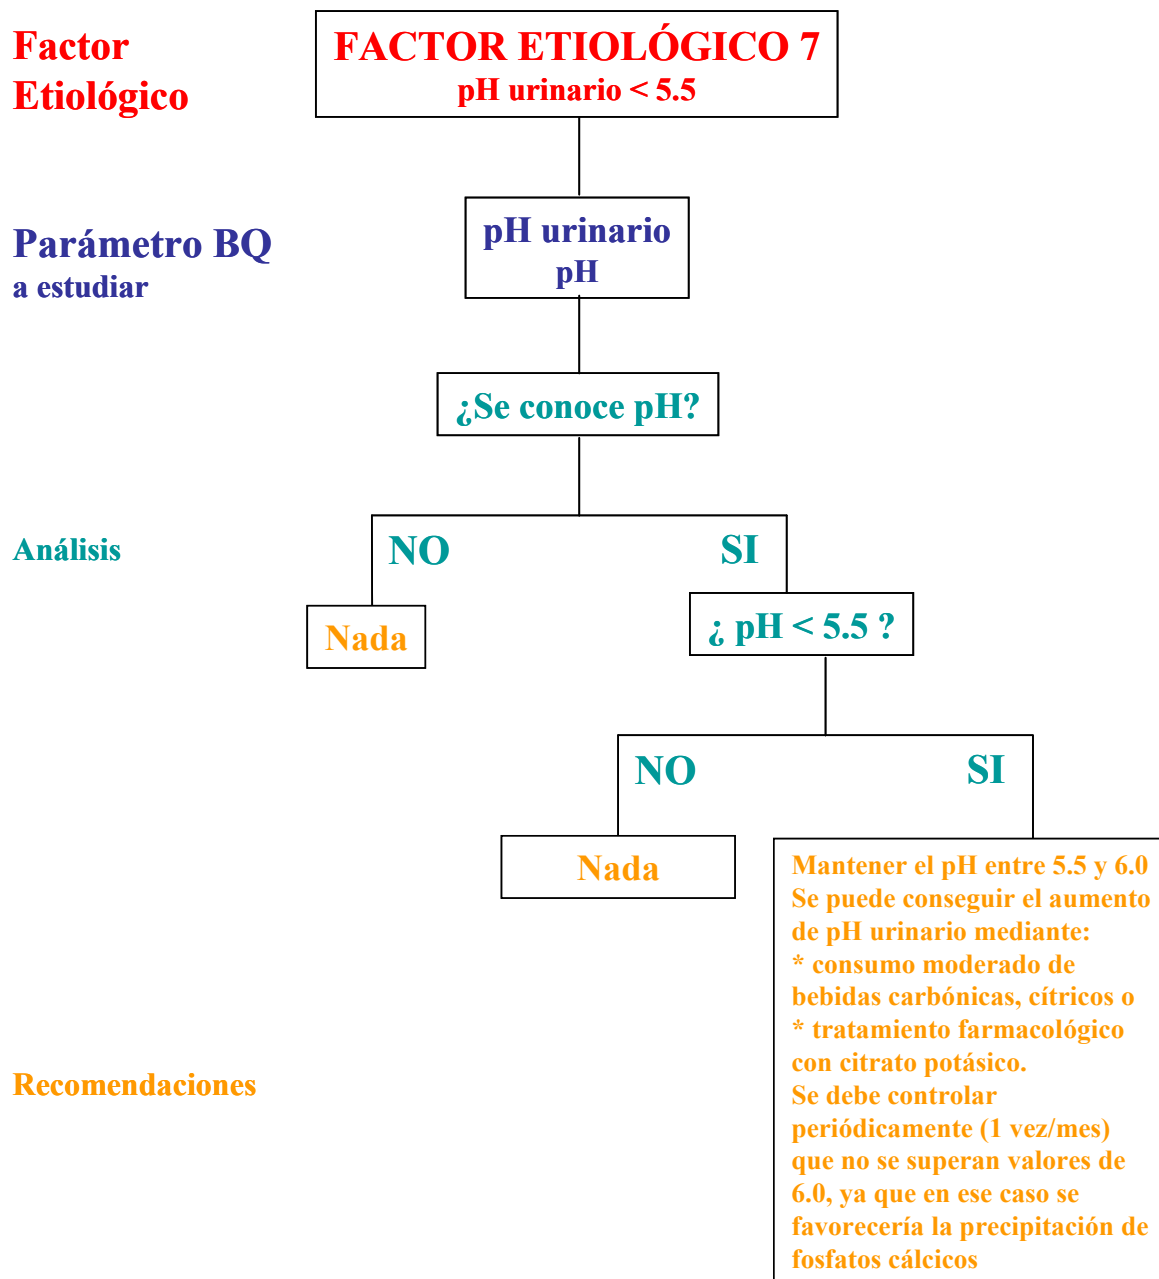 Factor
Etiológico
FACTOR ETIOLÓGICO 7
pH urinario < 5.5
Parámetro BQ
a estudiar
pH urinario
pH
¿Se conoce pH?
Análisis
NO
SI
Nada
¿ pH < 5.5 ?
NO
SI
Nada
Recomendaciones
Mantener el pH entre 5.5 y 6.0
Se puede conseguir el aumento
de pH urinario mediante:
* consumo moderado de
bebidas carbónicas, cítricos o
* tratamiento farmacológico
con citrato potásico.
Se debe controlar
periódicamente (1 vez/mes)
que no se superan valores de
6.0, ya que en ese caso se
favorecería la precipitación de
fosfatos cálcicos